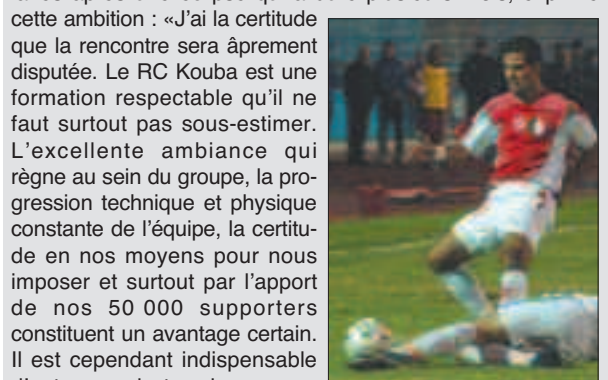 cette ambition : «J'ai la certitude
que la rencontre sera âprement
disputée. Le RC Kouba est une
formation respectable qu'il ne
faut surtout pas sous-estimer.
L'excellente ambiance qui
règne au sein du groupe, la pro-
gression technique et physique
constante de l'équipe, la certitu-
de en nos moyens pour nous
imposer et surtout par l'apport
de nos 50 000 supporters
constituent un avantage certain.
Il est cependant indispensable